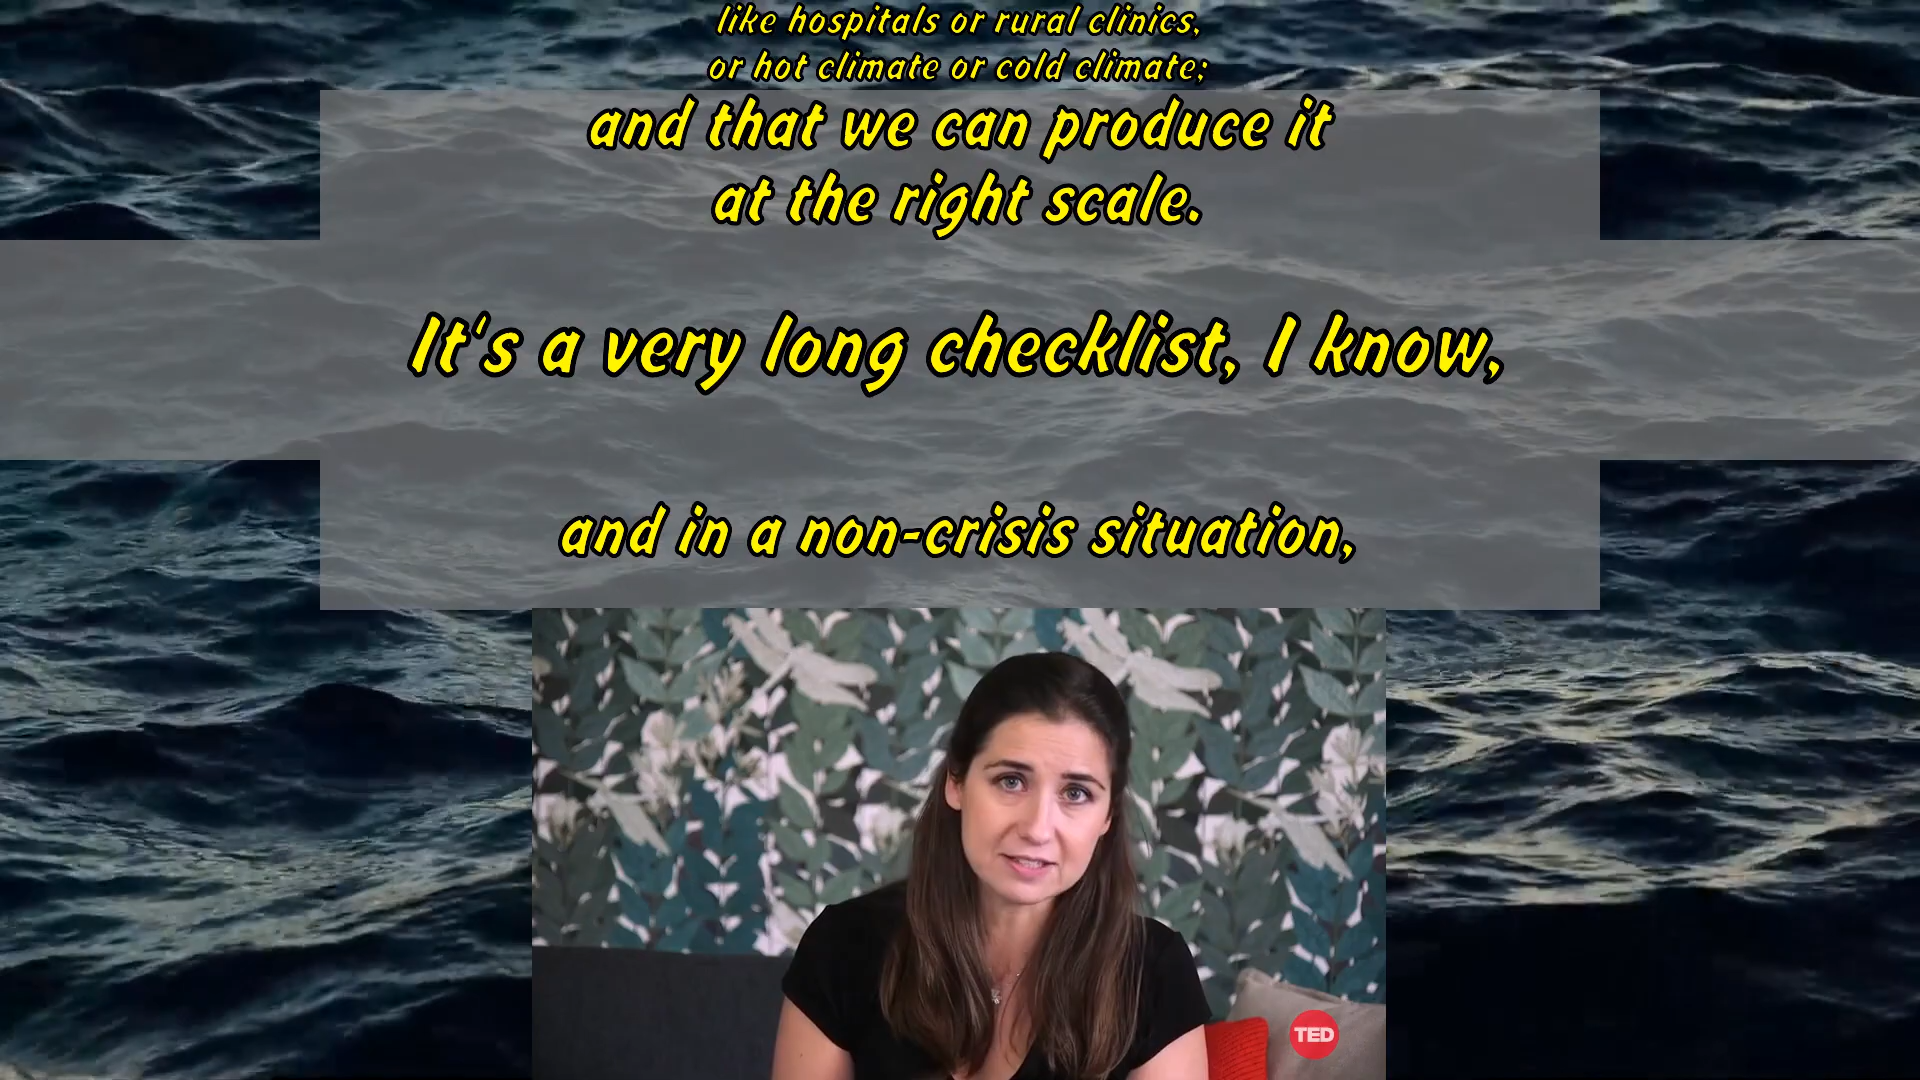 like hospitals or rural clinics,
or hot climate or cold climate;
and that we can produce it
at the right scale.
It's a very long checklist, I know,
and in a non-crisis situation,
TED